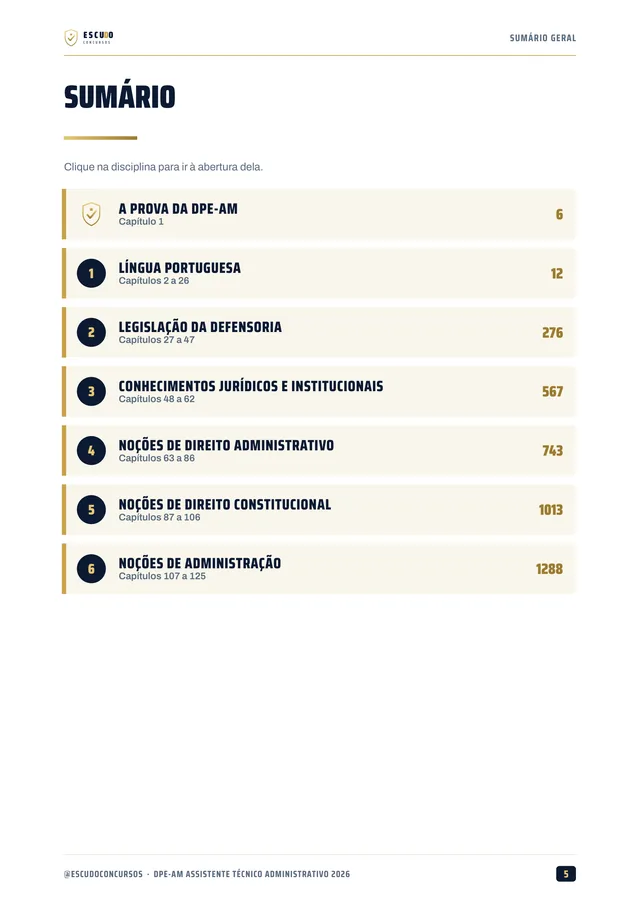 ESCUDO
CONCURSOS
SUMÁRIO GERAL
SUMÁRIO
Clique na disciplina para ir à abertura dela.
A PROVA DA DPE-AM
Capítulo 1
6
1
LÍNGUA PORTUGUESA
Capítulos 2 a 26
12
2
LEGISLAÇÃO DA DEFENSORIA
Capítulos 27 a 47
276
3
CONHECIMENTOS JURÍDICOS E INSTITUCIONAIS
Capítulos 48 a 62
567
4
NOÇÕES DE DIREITO ADMINISTRATIVO
Capítulos 63 a 86
743
5
NOÇÕES DE DIREITO CONSTITUCIONAL
Capítulos 87 a 106
1013
6
NOÇÕES DE ADMINISTRAÇÃO
Capítulos 107 a 125
1288
@ESCUDOCONCURSOS · DPE-AM ASSISTENTE TÉCNICO ADMINISTRATIVO 2026
5